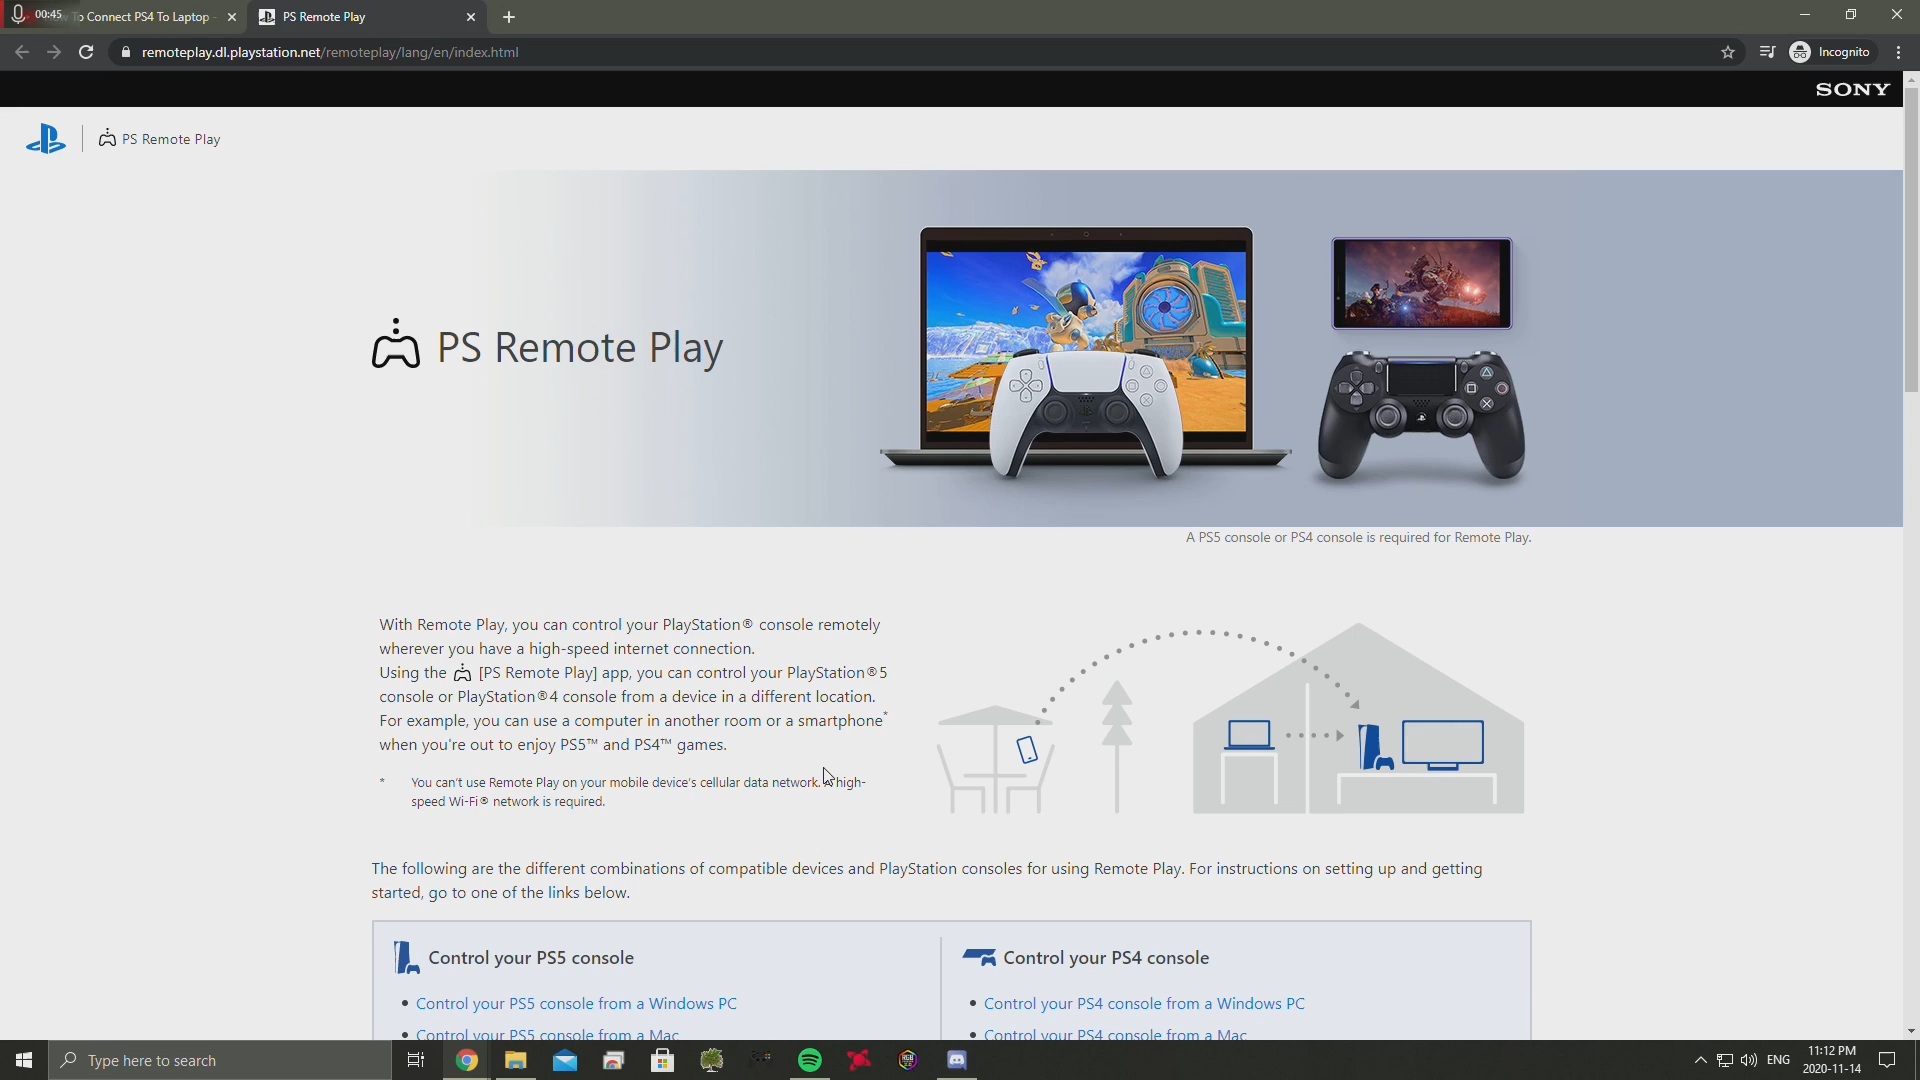 00:45
To Connect PS4 To Laptop -
PS Remote Play
remoteplay.dl.playstation.net/remoteplay/lang/en/index.html
Incognito
SONY
PS Remote Play
PS Remote Play
A PS5 console or PS4 console is required for Remote Play.
With Remote Play, you can control your PlayStation® console remotely
wherever you have a high-speed internet connection.
Using the [PS Remote Play] app, you can control your PlayStation®5
console or PlayStation®4 console from a device in a different location.
For example, you can use a computer in another room or a smartphone*
when you're out to enjoy PS5™ and PS4™ games.
* You can't use Remote Play on your mobile device's cellular data network. A high-
speed Wi-Fi® network is required.
The following are the different combinations of compatible devices and PlayStation consoles for using Remote Play. For instructions on setting up and getting
started, go to one of the links below.
Control your PS5 console
• Control your PS5 console from a Windows PC
• Control your PS5 console from a Mac
Control your PS4 console
• Control your PS4 console from a Windows PC
• Control your PS4 console from a Mac
Type here to search
ENG
11:12 PM
2020-11-14